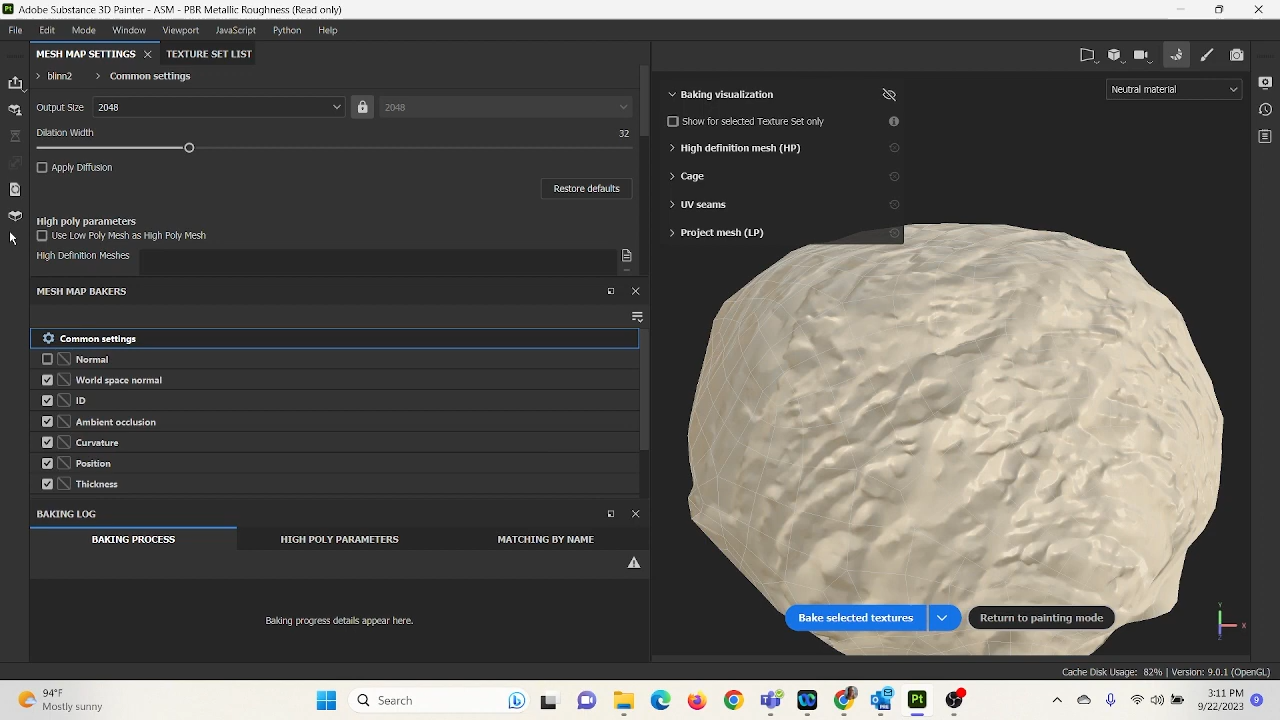 Pt Adobe Substance 3D Painter - ASM - PBR Metallic Roughness (Read only)
File Edit Mode Window Viewport JavaScript Python Help
MESH MAP SETTINGS TEXTURE SET LIST
blinn2 Common settings
Output Size 2048 2048
Dilation Width 32
Apply Diffusion
Restore defaults
High poly parameters
Use Low Poly Mesh as High Poly Mesh
High Definition Meshes
MESH MAP BAKERS
Common settings
Normal
World space normal
ID
Ambient occlusion
Curvature
Position
Thickness
BAKING LOG
BAKING PROCESS HIGH POLY PARAMETERS MATCHING BY NAME
Baking progress details appear here.
Baking visualization
Show for selected Texture Set only
High definition mesh (HP)
Cage
UV seams
Project mesh (LP)
Neutral material
Bake selected textures Return to painting mode
Y
X
Z
Cache Disk Usage: 82% | Version: 9.0.1 (OpenGL)
94°F
Mostly sunny
Search
Pt
3:11 PM
9/22/2023
9